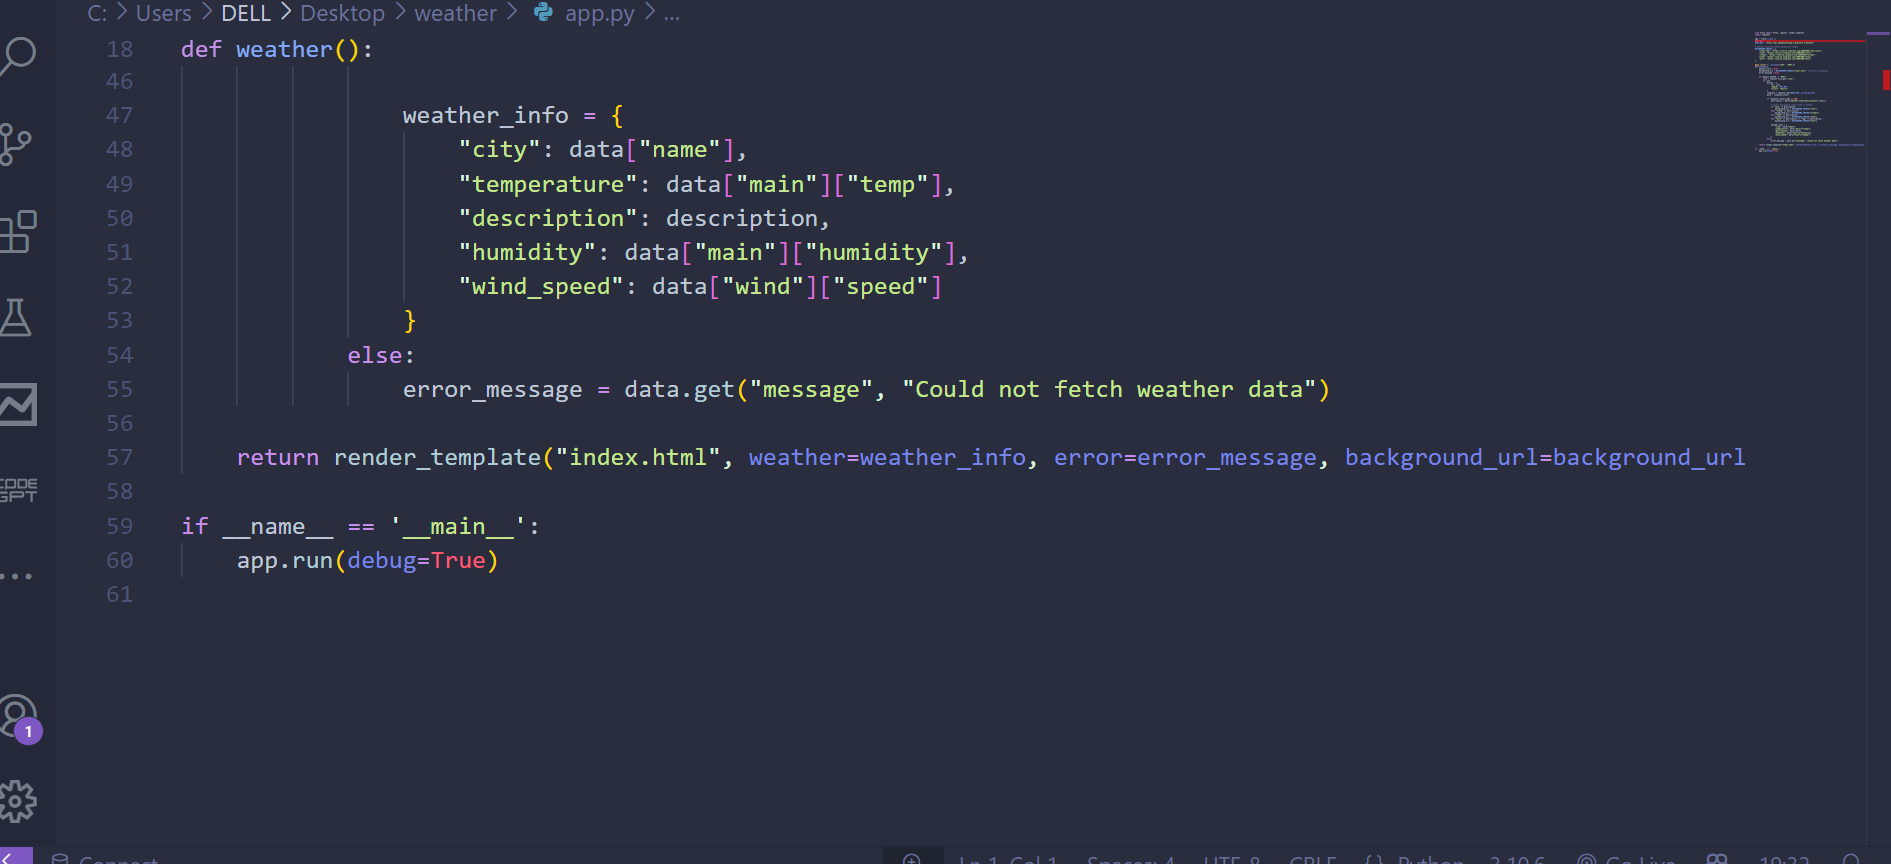 C: > Users > DELL > Desktop > weather > app.py > ...
18 def weather():
46
47 weather_info = {
48 "city": data["name"],
49 "temperature": data["main"]["temp"],
50 "description": description,
51 "humidity": data["main"]["humidity"],
52 "wind_speed": data["wind"]["speed"]
53 }
54 else:
55 error_message = data.get("message", "Could not fetch weather data")
56
57 return render_template("index.html", weather=weather_info, error=error_message, background_url=background_url
58
59 if __name__ == '__main__':
60 app.run(debug=True)
61
CODE
GPT
1
Connect Ln 1, Col 1 Spaces: 4 UTF-8 CRLF {} Python 3.10.6 Go Live 19:32